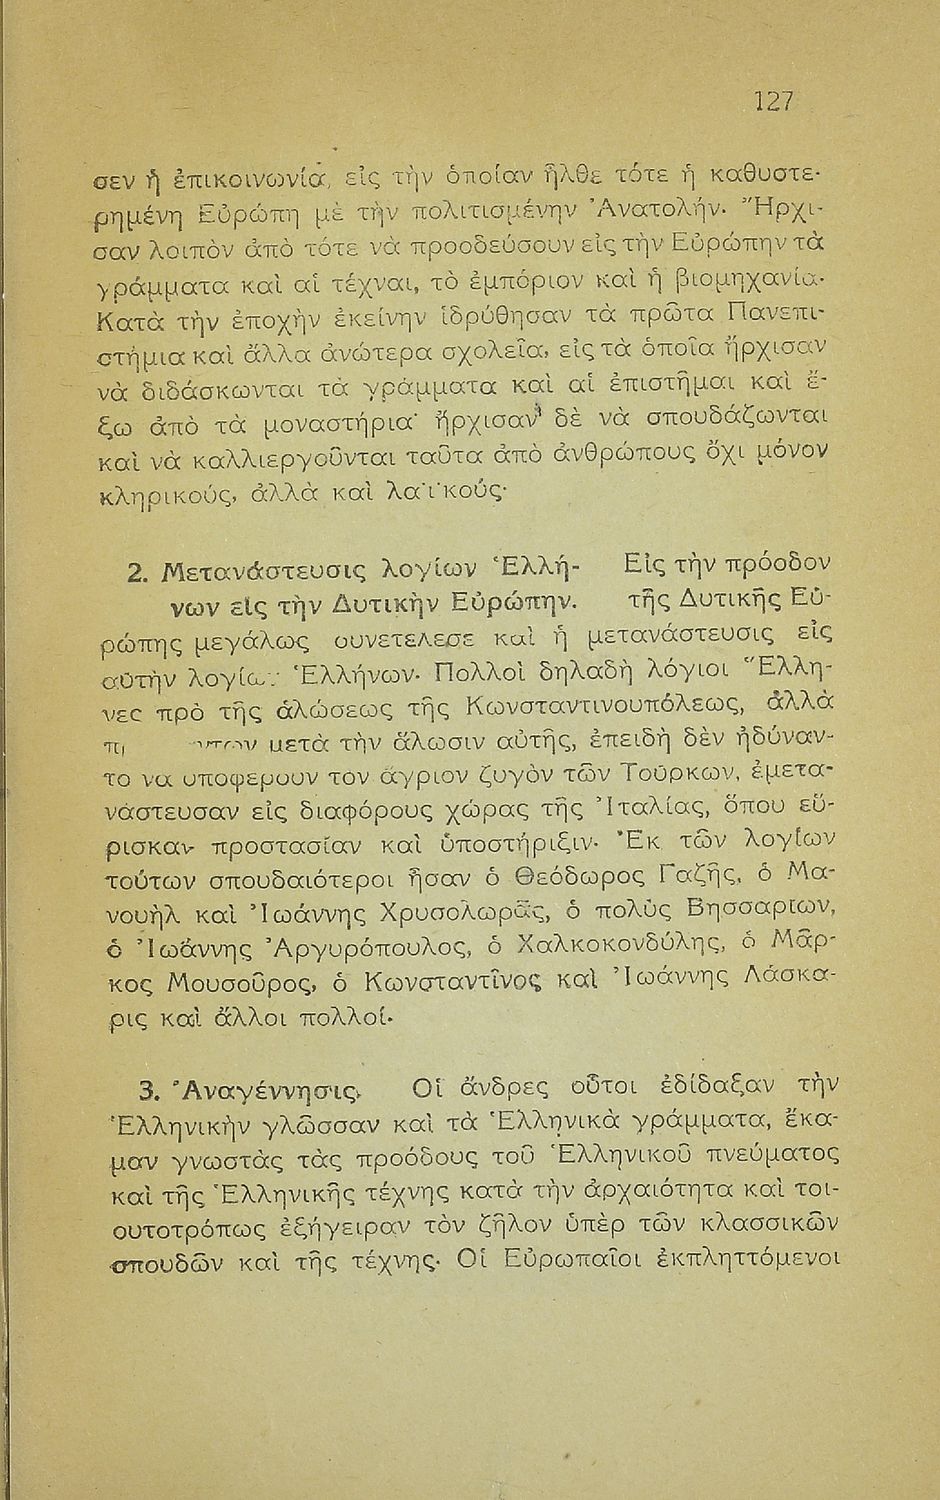 127
σεν ἡ ἐπικοινωνία, εἰς τὴν ὁποίαν ἦλθε τότε ἡ καθυστε-
ρημένη Εὐρώπη μὲ τὴν πολιτισμένην Ἀνατολήν. Ἤρχι-
σαν λοιπὸν ἀπὸ τότε νὰ προοδεύσουν εἰς τὴν Εὐρώπην τὰ
γράμματα καὶ αἱ τέχναι, τὸ ἐμπόριον καὶ ἡ βιομηχανία.
Κατὰ τὴν ἐποχὴν ἐκείνην ἱδρύθησαν τὰ πρῶτα Πανεπι-
στήμια καὶ ἄλλα ἀνώτερα σχολεῖα, εἰς τὰ ὁποῖα ἤρχισαν
νὰ διδάσκωνται τὰ γράμματα καὶ αἱ ἐπιστῆμαι καὶ ἔ-
ξω ἀπὸ τὰ μοναστήρια· ἤρχισαν δὲ νὰ σπουδάζωνται
καὶ νὰ καλλιεργοῦνται ταῦτα ἀπὸ ἀνθρώπους ὄχι μόνον
κληρικούς, ἀλλὰ καὶ λαϊκούς.
2. Μετανάστευσις λογίων Ἑλλή- Εἰς τὴν πρόοδον
νων εἰς τὴν Δυτικὴν Εὐρώπην. τῆς Δυτικῆς Εὐ-
ρώπης μεγάλως συνετέλεσε καὶ ἡ μετανάστευσις εἰς
αὐτὴν λογίων Ἑλλήνων. Πολλοὶ δηλαδὴ λόγιοι Ἕλλη-
νες πρὸ τῆς ἁλώσεως τῆς Κωνσταντινουπόλεως, ἀλλὰ
μετὰ τὴν ἅλωσιν αὐτῆς, ἐπειδὴ δὲν ἠδύναν-
το να υποφερουν τὸν ἄγριον ζυγὸν τῶν Τούρκων, ἐμετα-
νάστευσαν εἰς διαφόρους χώρας τῆς Ἰταλίας, ὅπου εὕ-
ρισκαν προστασίαν καὶ ὑποστήριξιν. Ἐκ τῶν λογίων
τούτων σπουδαιότεροι ἦσαν ὁ Θεόδωρος Γαζῆς, ὁ Μα-
νουὴλ καὶ Ἰωάννης Χρυσολωρᾶς, ὁ πολὺς Βησσαρίων,
ὁ Ἰωάννης Ἀργυρόπουλος, ὁ Χαλκοκονδύλης, ὁ Μᾶρ-
κος Μουσοῦρος, ὁ Κωνσταντῖνος καὶ Ἰωάννης Λάσκα-
ρις καὶ ἄλλοι πολλοί.
3. Ἀναγέννησις. Οἱ ἄνδρες οὗτοι ἐδίδαξαν τὴν
Ἑλληνικὴν γλῶσσαν καὶ τὰ Ἑλληνικὰ γράμματα, ἔκα-
μαν γνωστὰς τὰς προόδους τοῦ Ἑλληνικοῦ πνεύματος
καὶ τῆς Ἑλληνικῆς τέχνης κατὰ τὴν ἀρχαιότητα καὶ τοι-
ουτοτρόπως ἐξήγειραν τὸν ζῆλον ὑπὲρ τῶν κλασσικῶν
σπουδῶν καὶ τῆς τέχνης. Οἱ Εὐρωπαῖοι ἐκπληττόμενοι